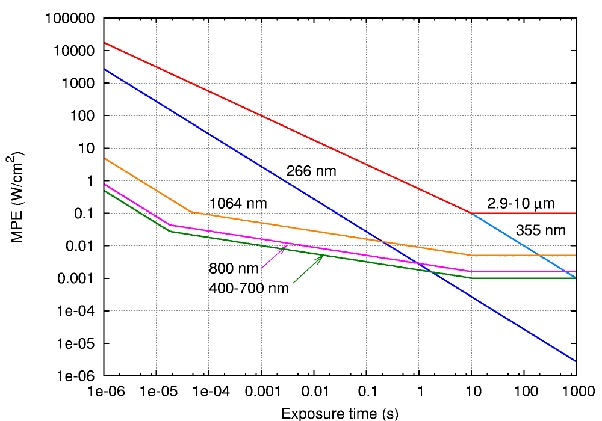 100000
10000
1000
100
10
1
0.1
0.01
0.001
1e-04
1e-05
1e-06
MPE (W/cm²)
266 nm
1064 nm
2.9-10 µm
355 nm
800 nm
400-700 nm
1e-06 1e-05 1e-04 0.001 0.01 0.1 1 10 100 1000
Exposure time (s)